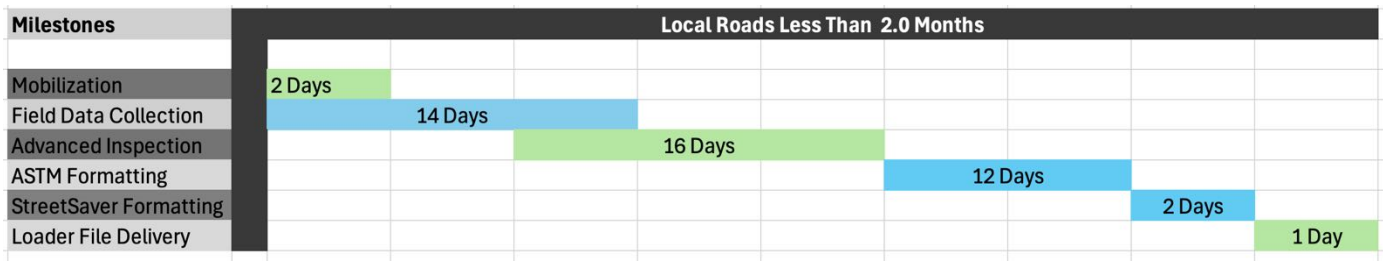 Milestones Local Roads Less Than 2.0 Months
Mobilization 2 Days
Field Data Collection 14 Days
Advanced Inspection 16 Days
ASTM Formatting 12 Days
StreetSaver Formatting 2 Days
Loader File Delivery 1 Day